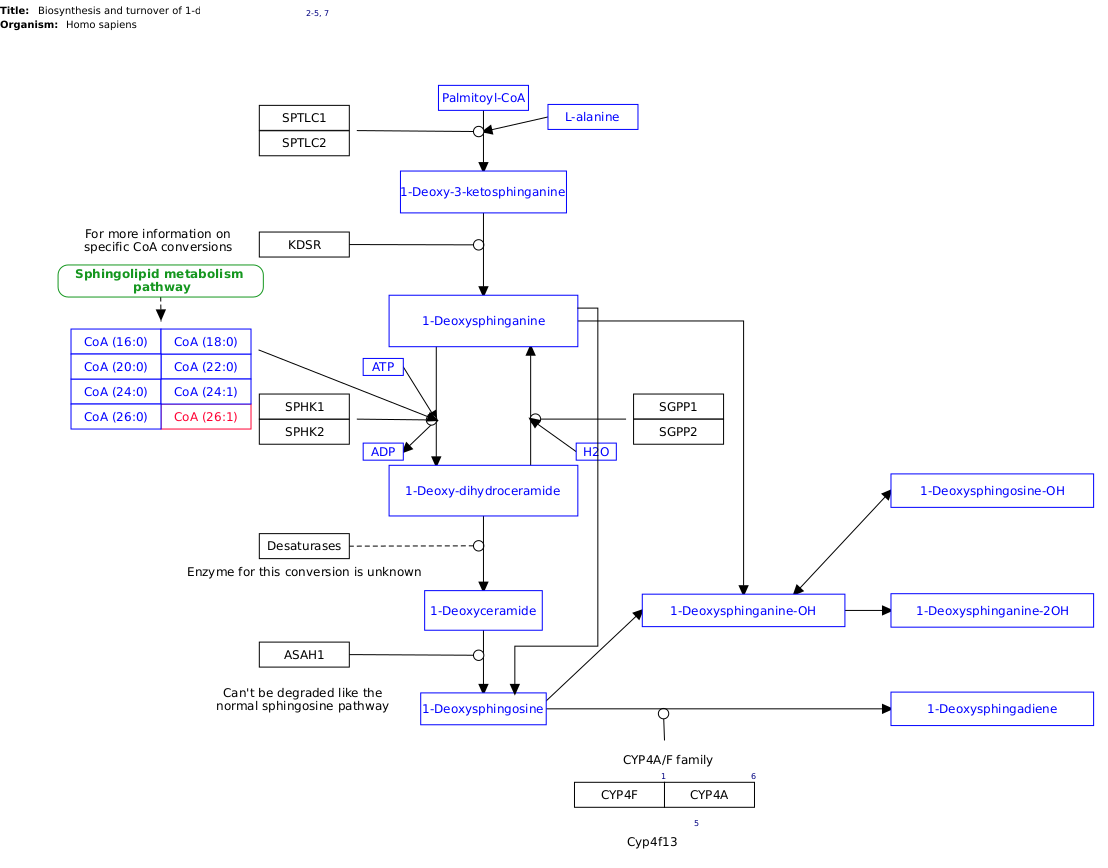 Title: Biosynthesis and turnover of 1-d
2-5, 7
Organism: Homo sapiens
Palmitoyl-CoA
L-alanine
SPTLC1
SPTLC2
1-Deoxy-3-ketosphinganine
For more information on
specific CoA conversions
KDSR
Sphingolipid metabolism
pathway
1-Deoxysphinganine
CoA (16:0) CoA (18:0)
CoA (20:0) CoA (22:0)
CoA (24:0) CoA (24:1)
CoA (26:0) CoA (26:1)
ATP
SPHK1
SPHK2
SGPP1
SGPP2
ADP
H2O
1-Deoxy-dihydroceramide
1-Deoxysphingosine-OH
Desaturases
Enzyme for this conversion is unknown
1-Deoxyceramide
1-Deoxysphinganine-OH
1-Deoxysphinganine-2OH
ASAH1
Can't be degraded like the
normal sphingosine pathway
1-Deoxysphingosine
1-Deoxysphingadiene
CYP4A/F family
1
6
CYP4F
CYP4A
5
Cyp4f13